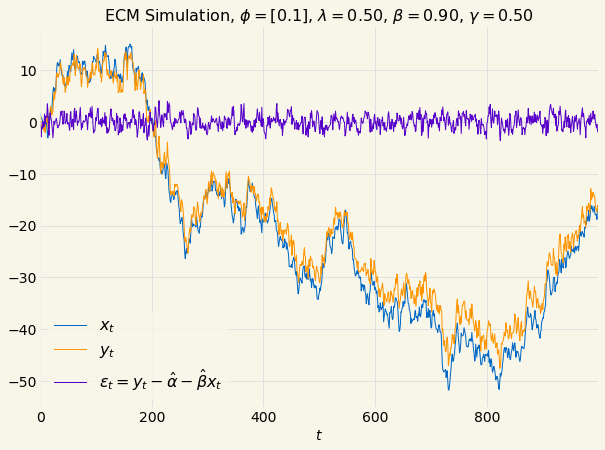 ECM Simulation, ϕ = [0.1], λ = 0.50, β = 0.90, γ = 0.50
10
0
−10
−20
−30
−40
−50
x_t
y_t
ε_t = y_t − α̂ − β̂x_t
0 200 400 600 800
t